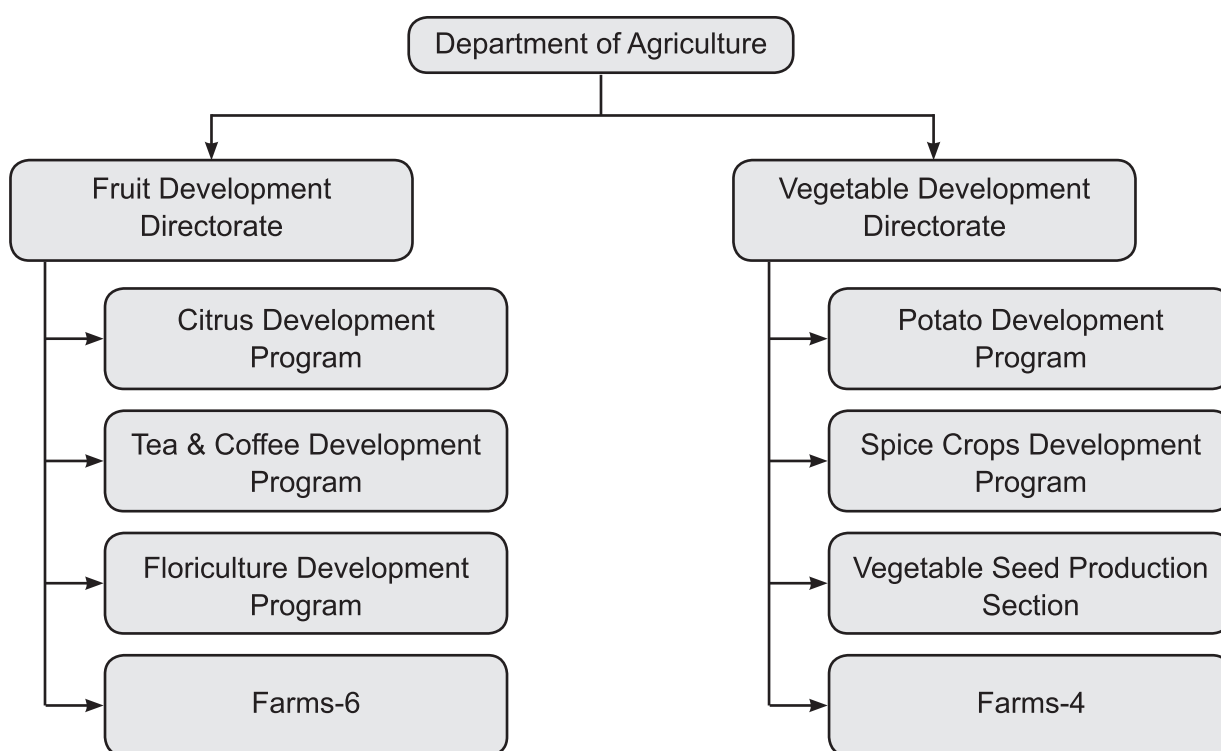 Department of Agriculture
Fruit Development
Directorate
Citrus Development
Program
Tea & Coffee Development
Program
Floriculture Development
Program
Farms-6
Vegetable Development
Directorate
Potato Development
Program
Spice Crops Development
Program
Vegetable Seed Production
Section
Farms-4